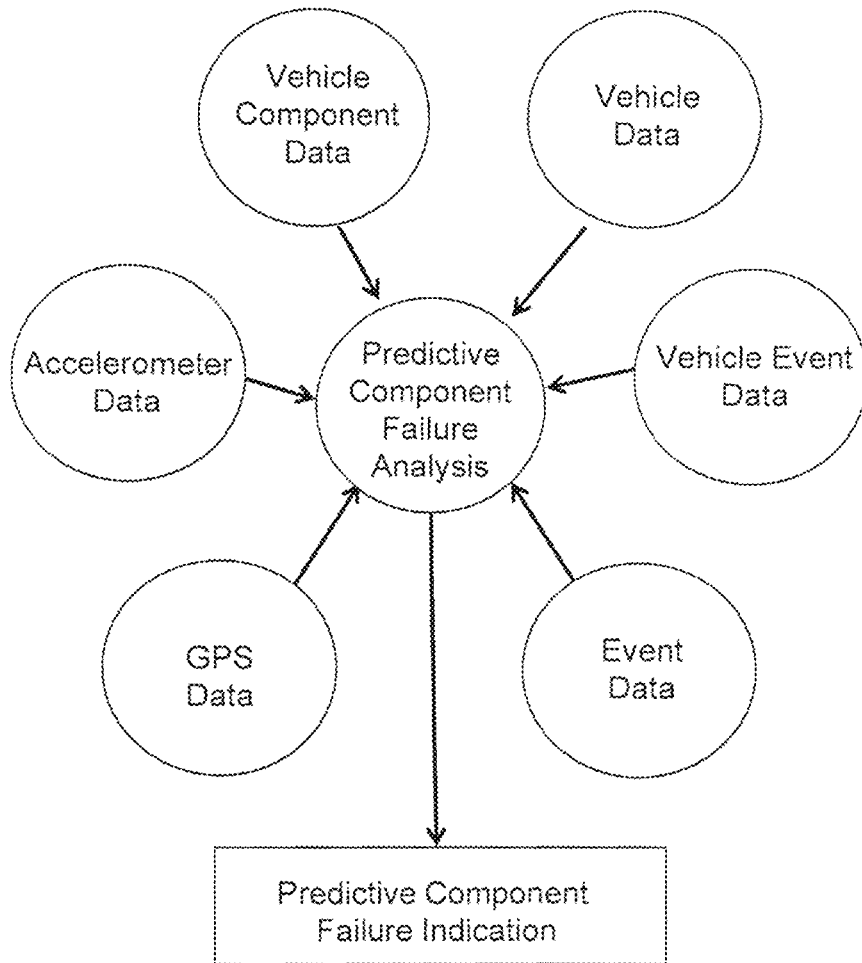 Vehicle
Component
Data
Vehicle
Data
Accelerometer
Data
Predictive
Component
Failure
Analysis
Vehicle Event
Data
GPS
Data
Event
Data
Predictive Component
Failure Indication